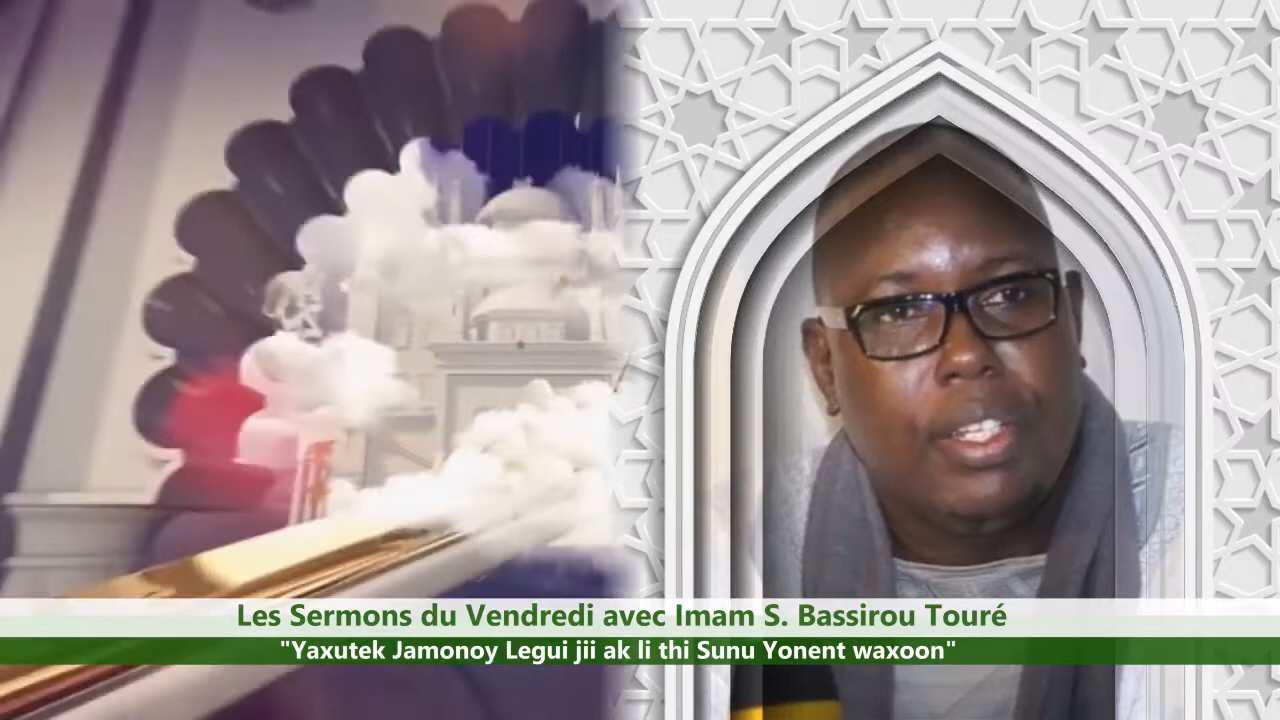 Les Sermons du Vendredi avec Imam S. Bassirou Touré
"Yaxutek Jamonoy Legui jii ak li thi Sunu Yonent waxoon"